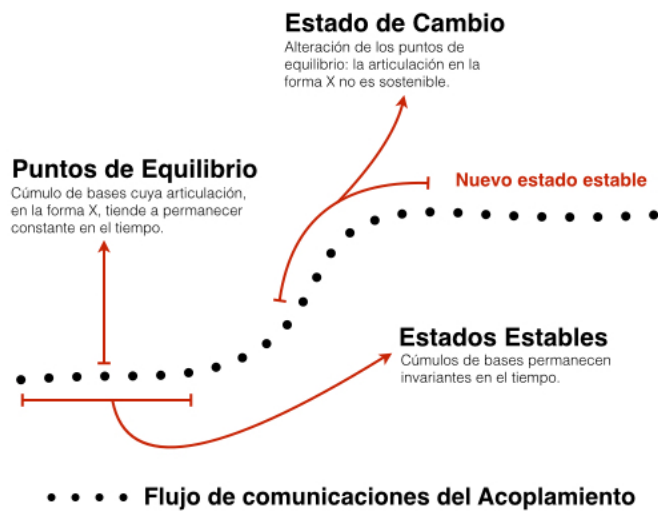 Estado de Cambio
Alteración de los puntos de
equilibrio: la articulación en la
forma X no es sostenible.
Puntos de Equilibrio
Cúmulo de bases cuya articulación,
en la forma X, tiende a permanecer
constante en el tiempo.
Nuevo estado estable
Estados Estables
Cúmulos de bases permanecen
invariantes en el tiempo.
Flujo de comunicaciones del Acoplamiento